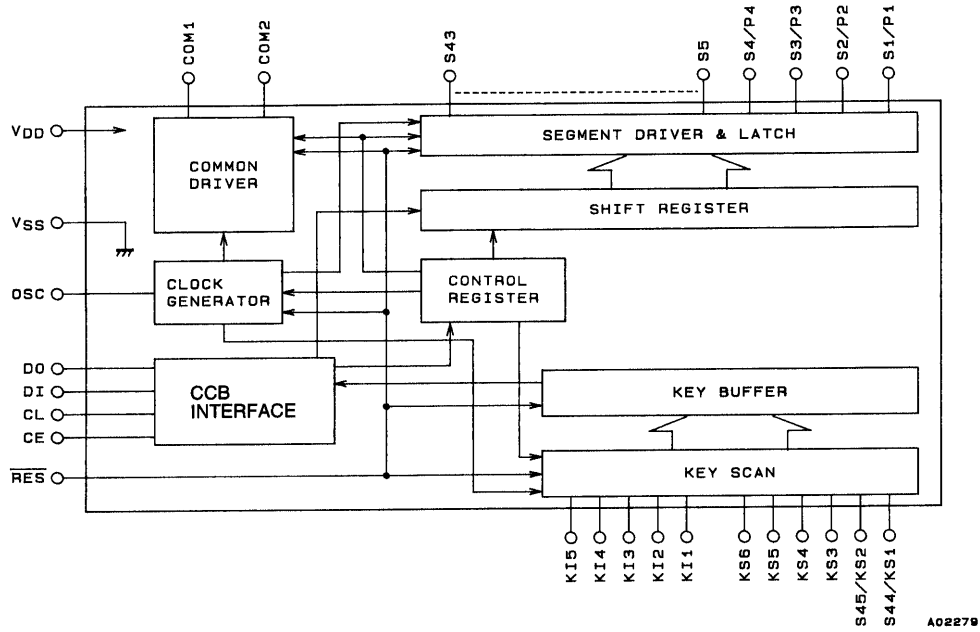 COM1
COM2
S43
S5
S4/P4
S3/P3
S2/P2
S1/P1
VDD
COMMON
DRIVER
SEGMENT DRIVER & LATCH
SHIFT REGISTER
VSS
OSC
CLOCK
GENERATOR
CONTROL
REGISTER
DO
DI
CL
CE
CCB
INTERFACE
KEY BUFFER
RES
KEY SCAN
KI5
KI4
KI3
KI2
KI1
KS6
KS5
KS4
KS3
S45/KS2
S44/KS1
A02279